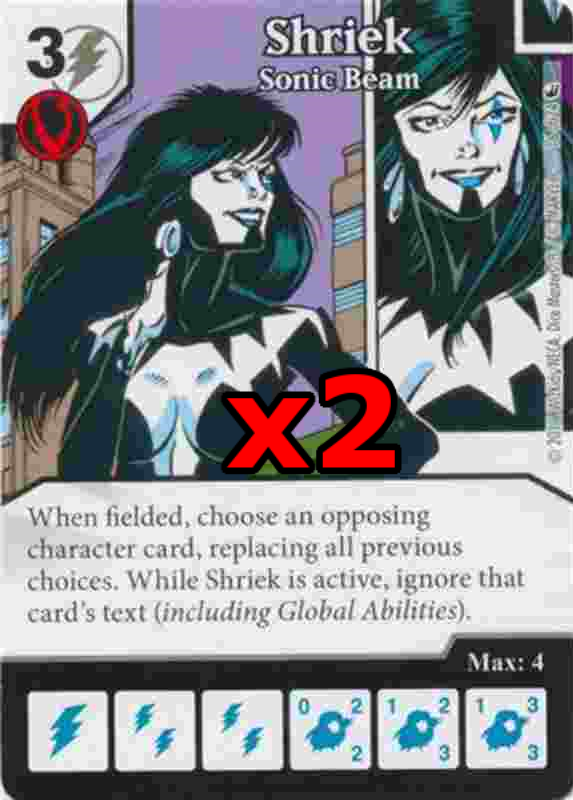 3
Shriek
Sonic Beam
x2
When fielded, choose an opposing
character card, replacing all previous
choices. While Shriek is active, ignore that
card's text (including Global Abilities).
Max: 4
0 2 1 2 1 3
2 3 3